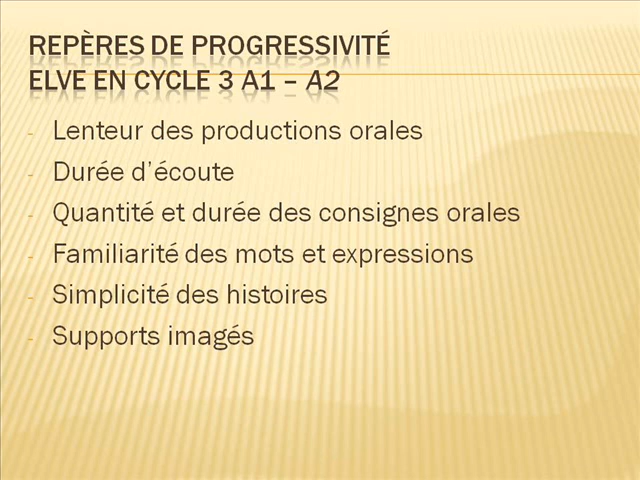 REPÈRES DE PROGRESSIVITÉ
ELVE EN CYCLE 3 A1 – A2
- Lenteur des productions orales
- Durée d'écoute
- Quantité et durée des consignes orales
- Familiarité des mots et expressions
- Simplicité des histoires
- Supports imagés